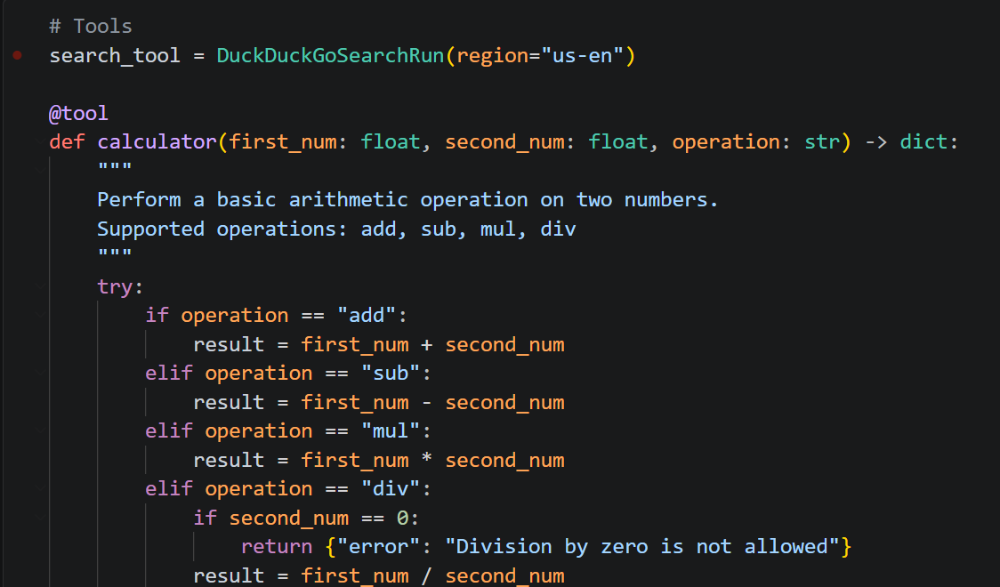 # Tools
search_tool = DuckDuckGoSearchRun(region="us-en")
@tool
def calculator(first_num: float, second_num: float, operation: str) -> dict:
"""
Perform a basic arithmetic operation on two numbers.
Supported operations: add, sub, mul, div
"""
try:
if operation == "add":
result = first_num + second_num
elif operation == "sub":
result = first_num - second_num
elif operation == "mul":
result = first_num * second_num
elif operation == "div":
if second_num == 0:
return {"error": "Division by zero is not allowed"}
result = first_num / second_num